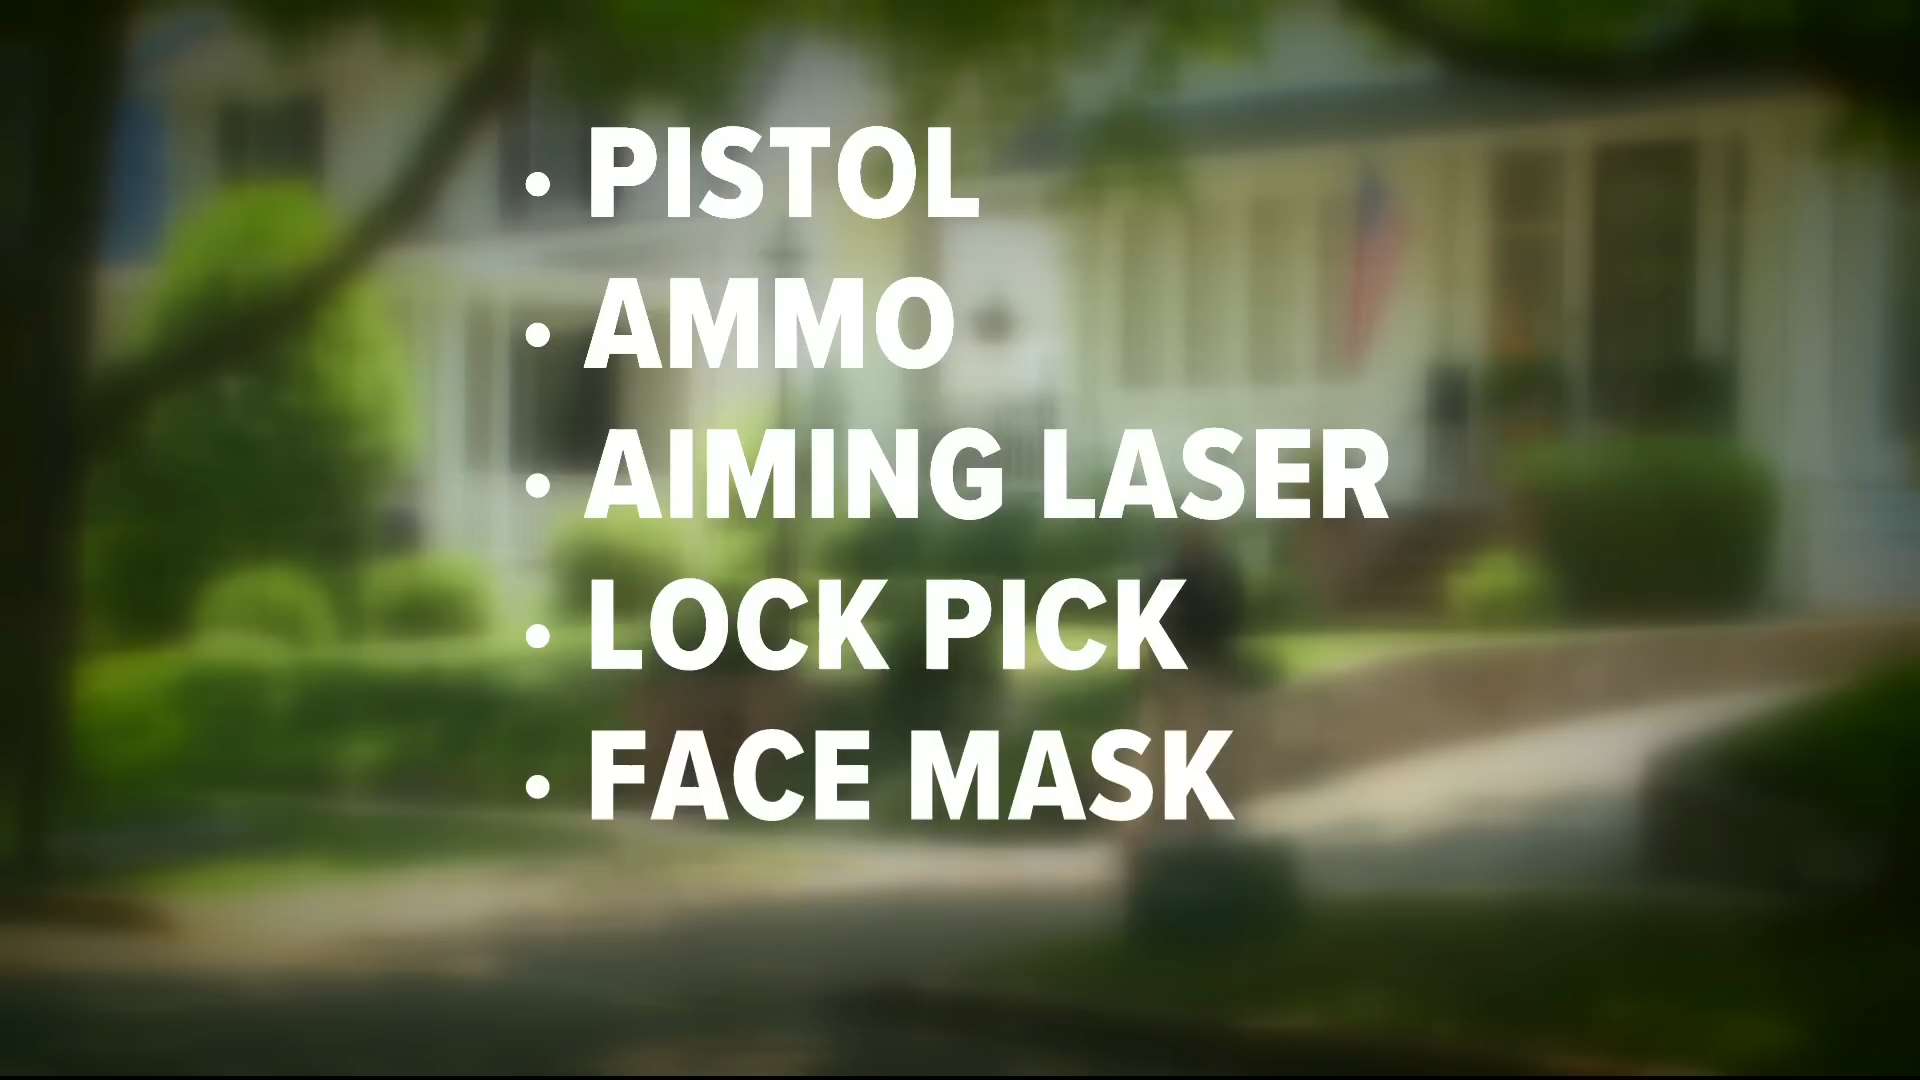 • PISTOL
• AMMO
• AIMING LASER
• LOCK PICK
• FACE MASK